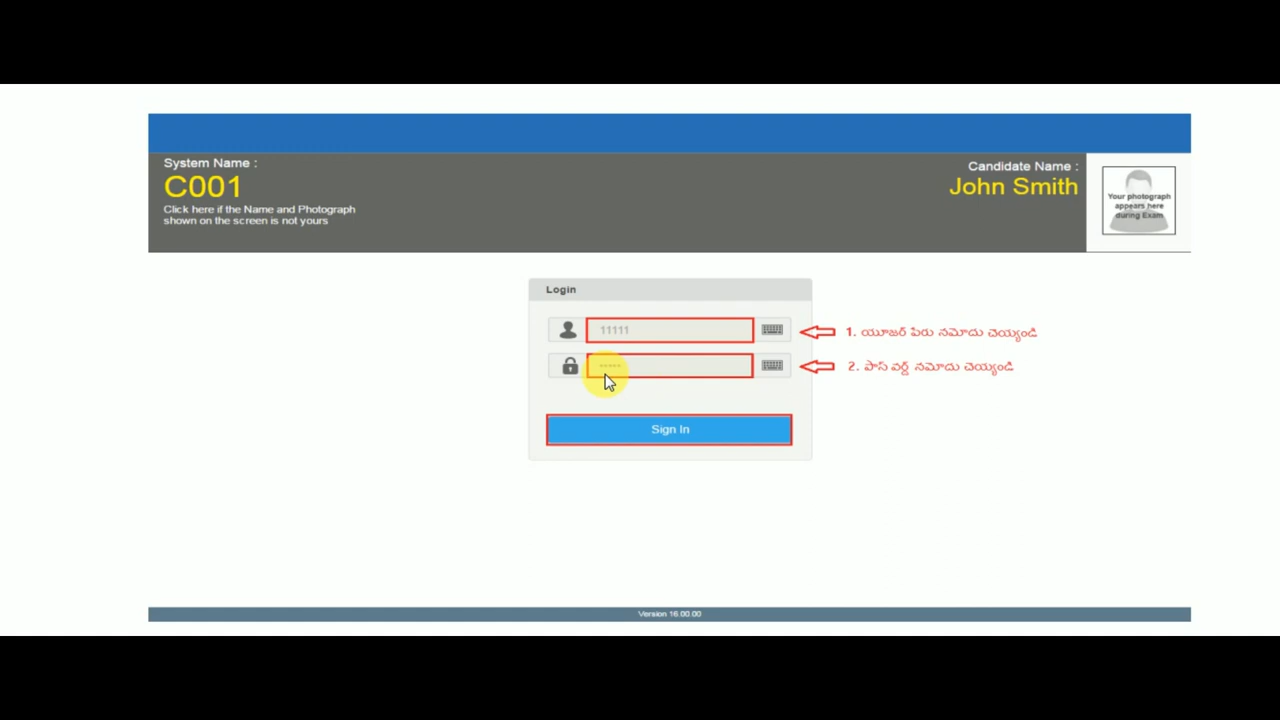 System Name :
C001
Click here if the Name and Photograph
shown on the screen is not yours
Candidate Name :
John Smith
Your photograph
appears here
during Exam
Login
11111
1. యూజర్ పేరు నమోదు చెయ్యండి
2. పాస్ వర్డ్ నమోదు చెయ్యండి
Sign In
Version 16.00.00